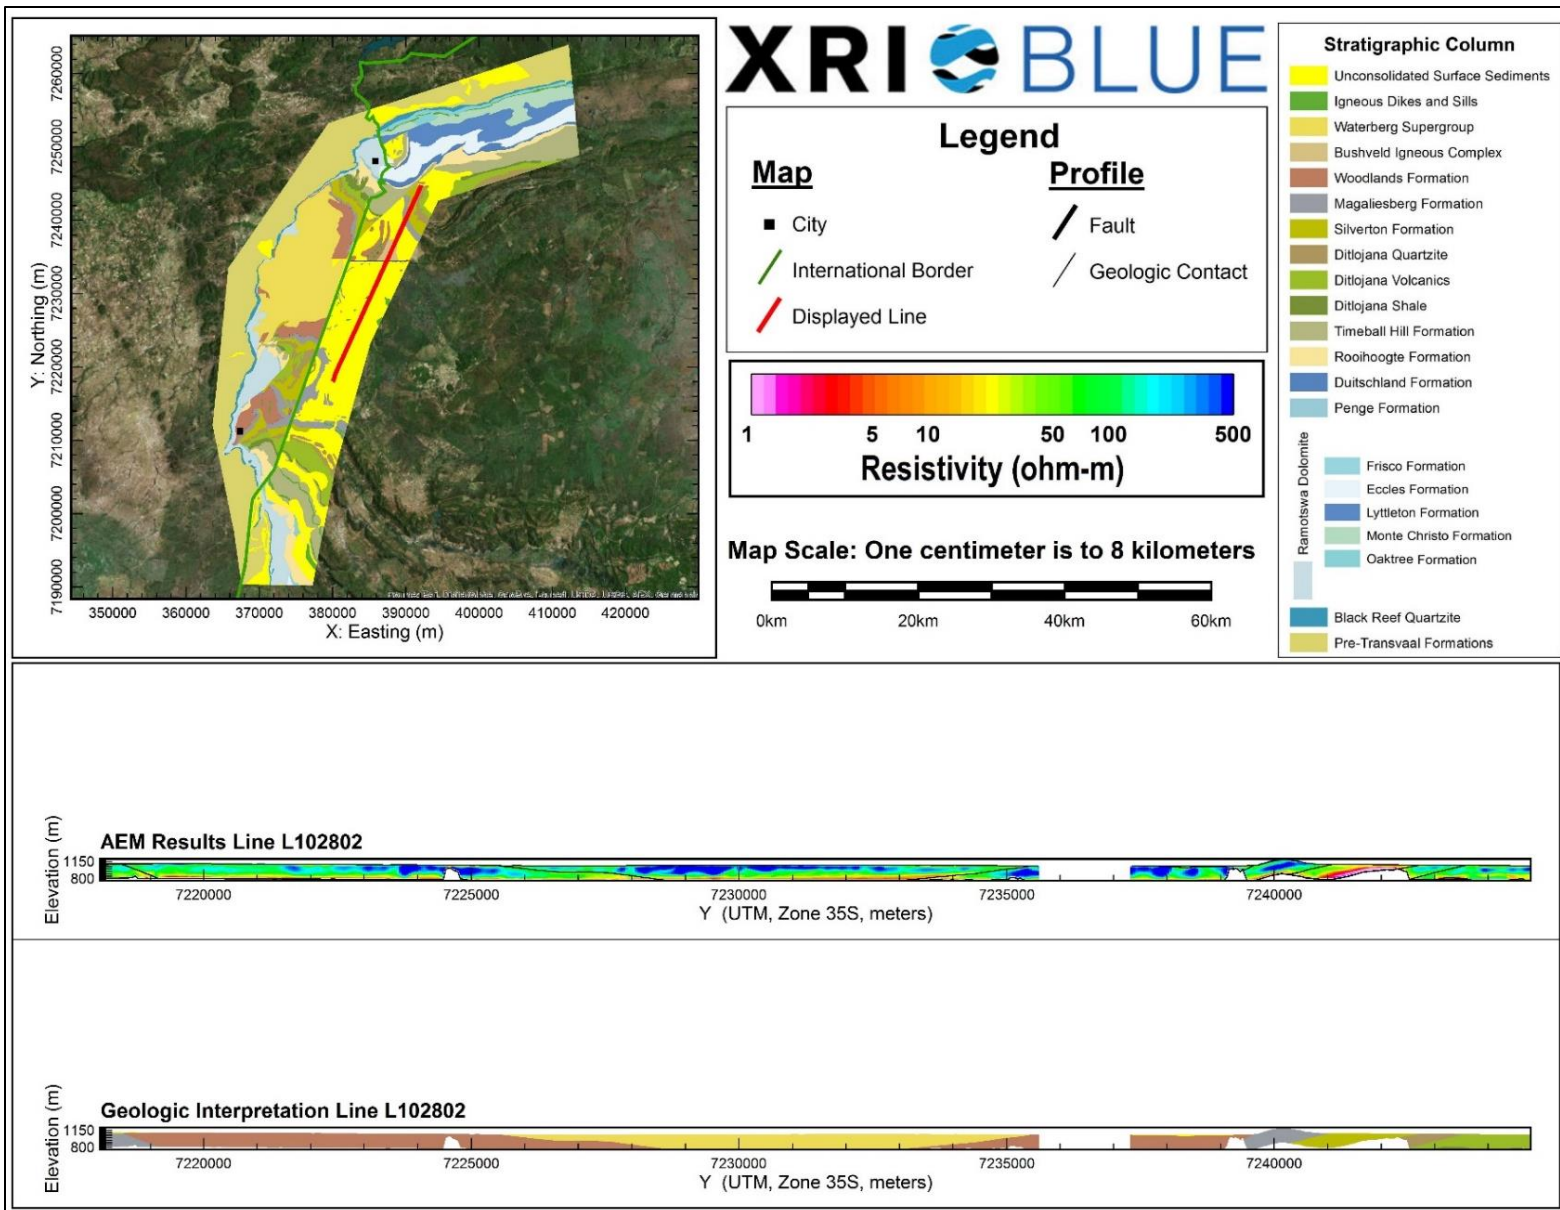 7260000
7250000
7240000
7230000
7220000
7210000
7200000
7190000
Y: Northing (m)
350000 360000 370000 380000 390000 400000 410000 420000
X: Easting (m)
XRI BLUE
Legend
Map
City
International Border
Displayed Line
Profile
Fault
Geologic Contact
1 5 10 50 100 500
Resistivity (ohm-m)
Map Scale: One centimeter is to 8 kilometers
0km 20km 40km 60km
Stratigraphic Column
Unconsolidated Surface Sediments
Igneous Dikes and Sills
Waterberg Supergroup
Bushveld Igneous Complex
Woodlands Formation
Magaliesberg Formation
Silverton Formation
Ditlojana Quartzite
Ditlojana Volcanics
Ditlojana Shale
Timeball Hill Formation
Rooihoogte Formation
Duitschland Formation
Penge Formation
Ramotswa Dolomite
Frisco Formation
Eccles Formation
Lyttleton Formation
Monte Christo Formation
Oaktree Formation
Black Reef Quartzite
Pre-Transvaal Formations
AEM Results Line L102802
Elevation (m)
1150
800
7220000 7225000 7230000 7235000 7240000
Y (UTM, Zone 35S, meters)
Geologic Interpretation Line L102802
Elevation (m)
1150
800
7220000 7225000 7230000 7235000 7240000
Y (UTM, Zone 35S, meters)